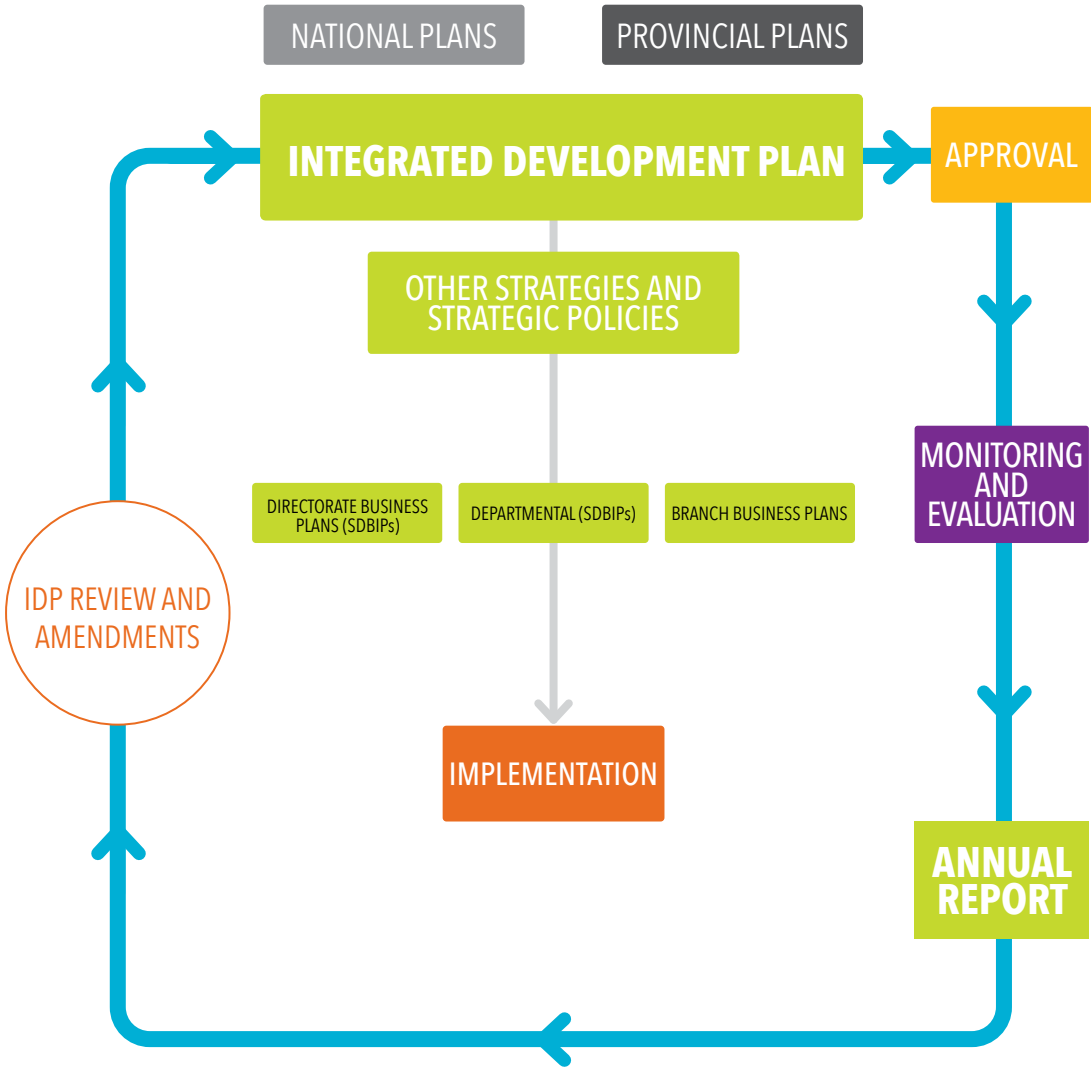 NATIONAL PLANS
PROVINCIAL PLANS
INTEGRATED DEVELOPMENT PLAN
APPROVAL
OTHER STRATEGIES AND
STRATEGIC POLICIES
MONITORING
AND
EVALUATION
DIRECTORATE BUSINESS
PLANS (SDBIPs)
DEPARTMENTAL (SDBIPs)
BRANCH BUSINESS PLANS
IDP REVIEW AND
AMENDMENTS
IMPLEMENTATION
ANNUAL
REPORT